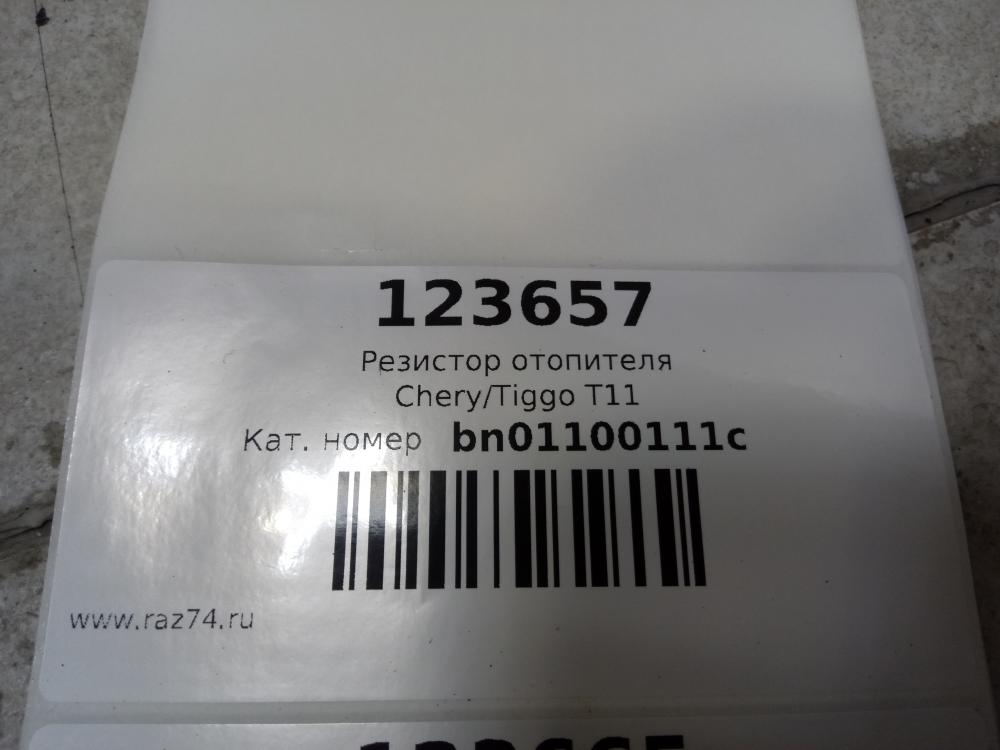 123657
Резистор отопителя
Chery/Tiggo T11
Кат. номер bn01100111c
www.raz74.ru